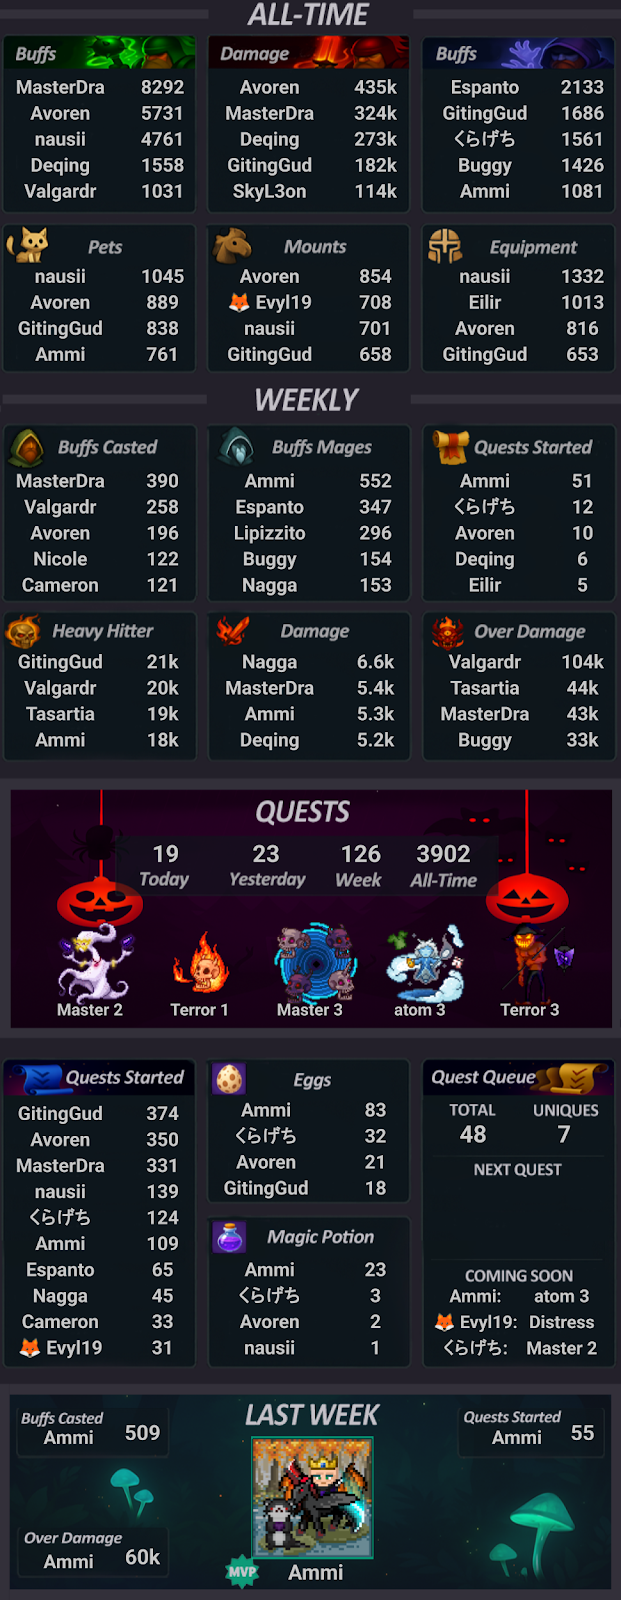 ALL-TIME
Buffs
MasterDra 8292
Avoren 5731
nausii 4761
Deqing 1558
Valgardr 1031
Damage
Avoren 435k
MasterDra 324k
Deqing 273k
GitingGud 182k
SkyL3on 114k
Buffs
Espanto 2133
GitingGud 1686
くらげち 1561
Buggy 1426
Ammi 1081
Pets
nausii 1045
Avoren 889
GitingGud 838
Ammi 761
Mounts
Avoren 854
🦊 Evyl19 708
nausii 701
GitingGud 658
Equipment
nausii 1332
Eilir 1013
Avoren 816
GitingGud 653
WEEKLY
Buffs Casted
MasterDra 390
Valgardr 258
Avoren 196
Nicole 122
Cameron 121
Buffs Mages
Ammi 552
Espanto 347
Lipizzito 296
Buggy 154
Nagga 153
Quests Started
Ammi 51
くらげち 12
Avoren 10
Deqing 6
Eilir 5
Heavy Hitter
GitingGud 21k
Valgardr 20k
Tasartia 19k
Ammi 18k
Damage
Nagga 6.6k
MasterDra 5.4k
Ammi 5.3k
Deqing 5.2k
Over Damage
Valgardr 104k
Tasartia 44k
MasterDra 43k
Buggy 33k
QUESTS
19 23 126 3902
Today Yesterday Week All-Time
Master 2 Terror 1 Master 3 atom 3 Terror 3
Quests Started
GitingGud 374
Avoren 350
MasterDra 331
nausii 139
くらげち 124
Ammi 109
Espanto 65
Nagga 45
Cameron 33
🦊 Evyl19 31
Eggs
Ammi 83
くらげち 32
Avoren 21
GitingGud 18
Magic Potion
Ammi 23
くらげち 3
Avoren 2
nausii 1
Quest Queue
TOTAL UNIQUES
48 7
NEXT QUEST
COMING SOON
Ammi: atom 3
🦊 Evyl19: Distress
くらげち: Master 2
LAST WEEK
Buffs Casted
Ammi 509
Quests Started
Ammi 55
Over Damage
Ammi 60k
MVP
Ammi